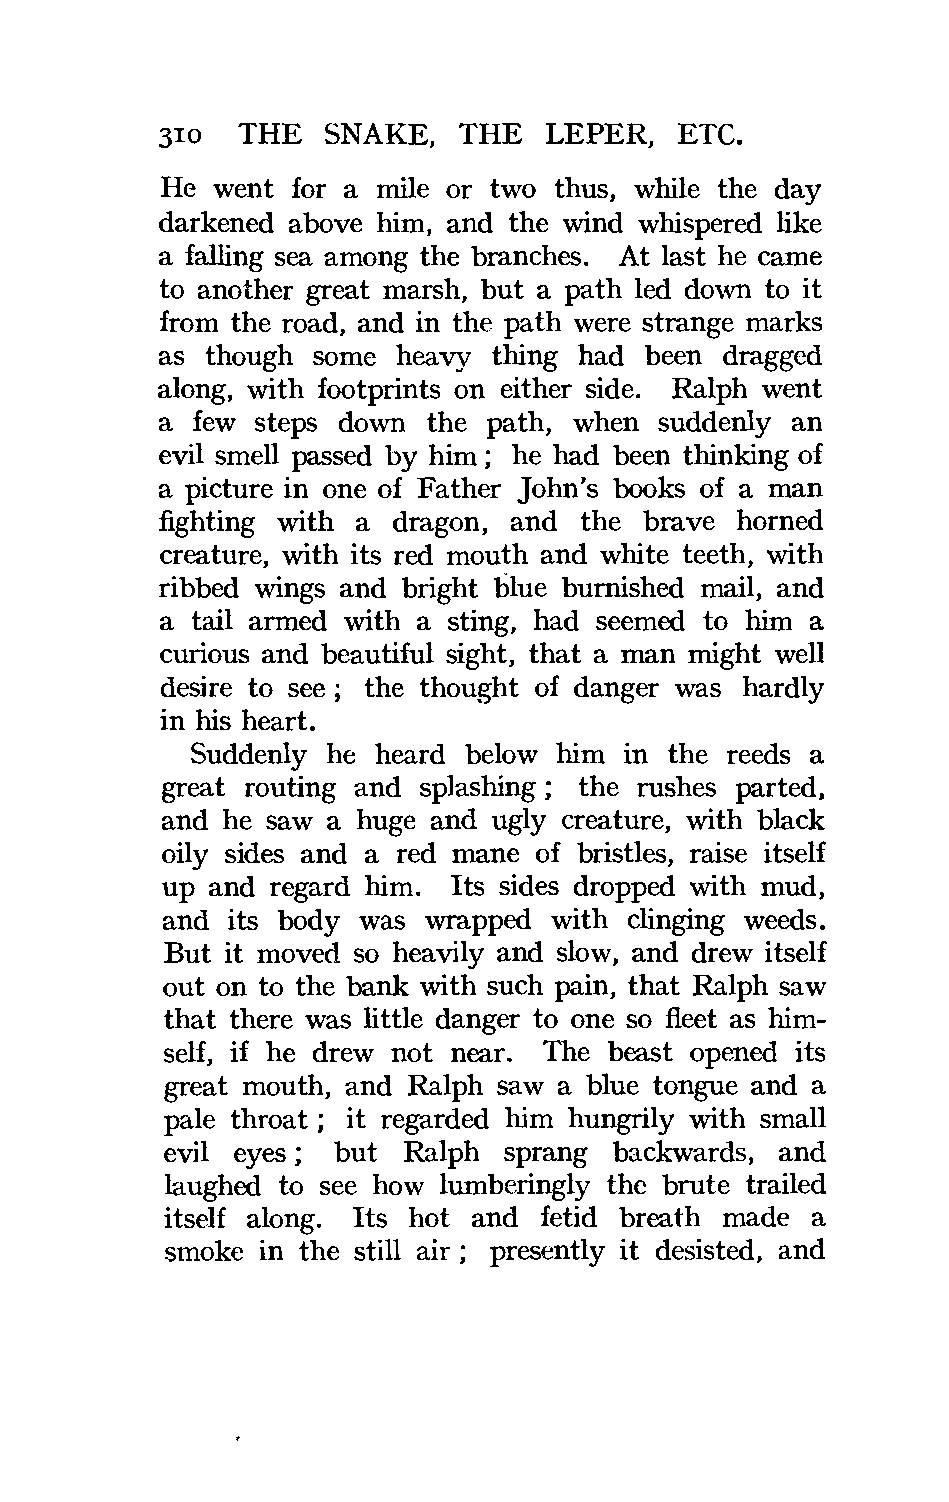 310 THE SNAKE, THE LEPER, ETC.
He went for a mile or two thus, while the day
darkened above him, and the wind whispered like
a falling sea among the branches. At last he came
to another great marsh, but a path led down to it
from the road, and in the path were strange marks
as though some heavy thing had been dragged
along, with footprints on either side. Ralph went
a few steps down the path, when suddenly an
evil smell passed by him ; he had been thinking of
a picture in one of Father John's books of a man
fighting with a dragon, and the brave horned
creature, with its red mouth and white teeth, with
ribbed wings and bright blue burnished mail, and
a tail armed with a sting, had seemed to him a
curious and beautiful sight, that a man might well
desire to see ; the thought of danger was hardly
in his heart.
Suddenly he heard below him in the reeds a
great routing and splashing ; the rushes parted,
and he saw a huge and ugly creature, with black
oily sides and a red mane of bristles, raise itself
up and regard him. Its sides dropped with mud,
and its body was wrapped with clinging weeds.
But it moved so heavily and slow, and drew itself
out on to the bank with such pain, that Ralph saw
that there was little danger to one so fleet as him-
self, if he drew not near. The beast opened its
great mouth, and Ralph saw a blue tongue and a
pale throat ; it regarded him hungrily with small
evil eyes ; but Ralph sprang backwards, and
laughed to see how lumberingly the brute trailed
itself along. Its hot and fetid breath made a
smoke in the still air ; presently it desisted, and